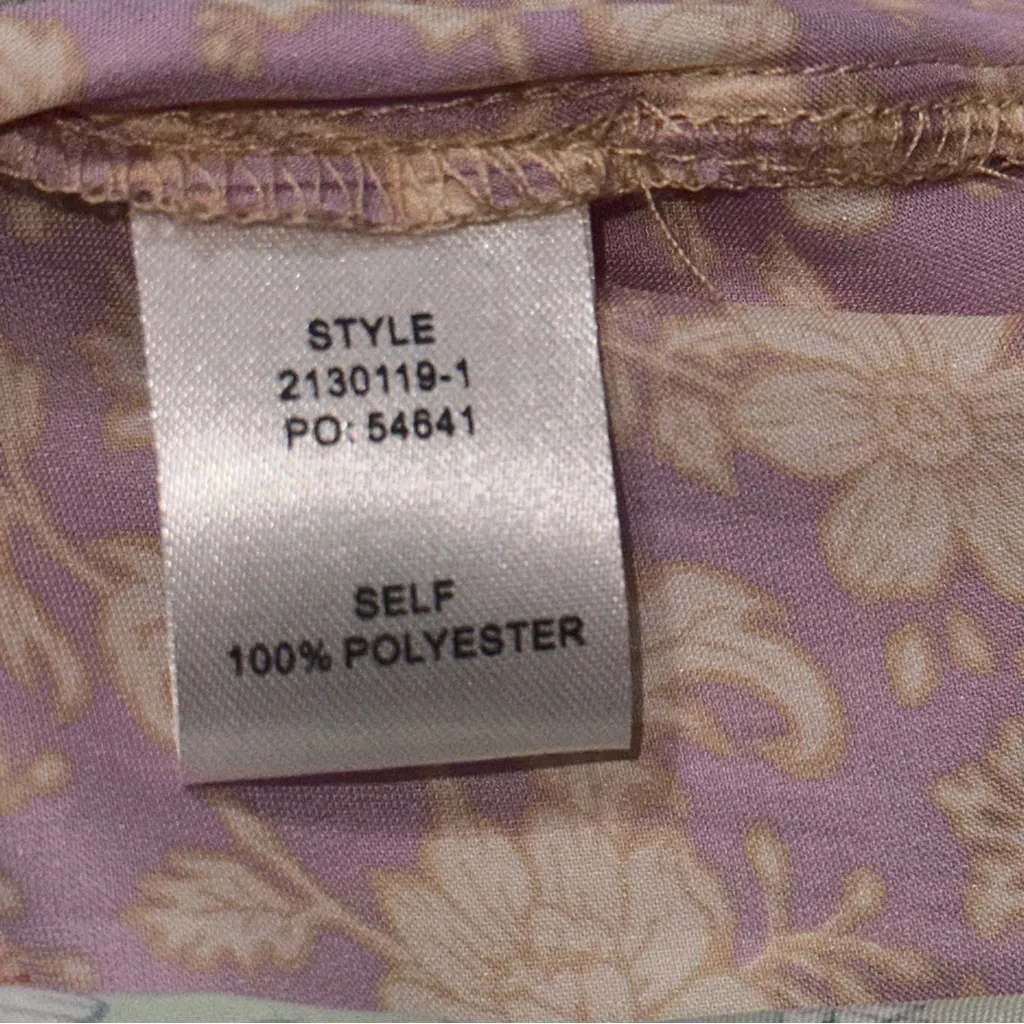 STYLE
2130119-1
PO: 54641
SELF
100% POLYESTER